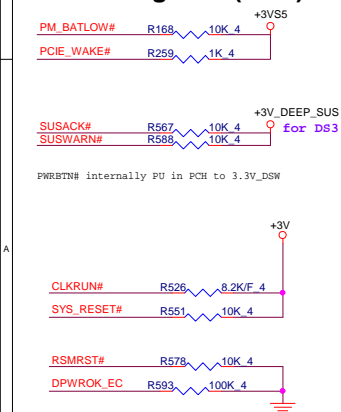 +3VS5
PM_BATLOW# R168 10K_4
PCIE_WAKE# R259 1K_4
+3V_DEEP_SUS
SUSACK# R567 10K_4 for DS3
SUSWARN# R588 10K_4
PWRBTN# internally PU in PCH to 3.3V_DSW
+3V
A
CLKRUN# R526 8.2K/F_4
SYS_RESET# R551 10K_4
RSMRST# R578 10K_4
DPWROK_EC R593 100K_4